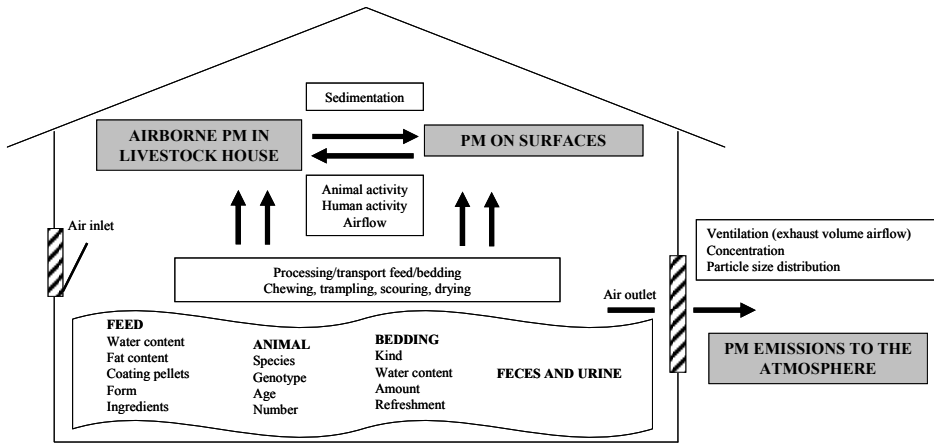 Sedimentation
AIRBORNE PM IN
LIVESTOCK HOUSE
PM ON SURFACES
Animal activity
Human activity
Airflow
Air inlet
Ventilation (exhaust volume airflow)
Concentration
Particle size distribution
Processing/transport feed/bedding
Chewing, trampling, scouring, drying
Air outlet
FEED
Water content
Fat content
Coating pellets
Form
Ingredients
ANIMAL
Species
Genotype
Age
Number
BEDDING
Kind
Water content
Amount
Refreshment
FECES AND URINE
PM EMISSIONS TO THE
ATMOSPHERE